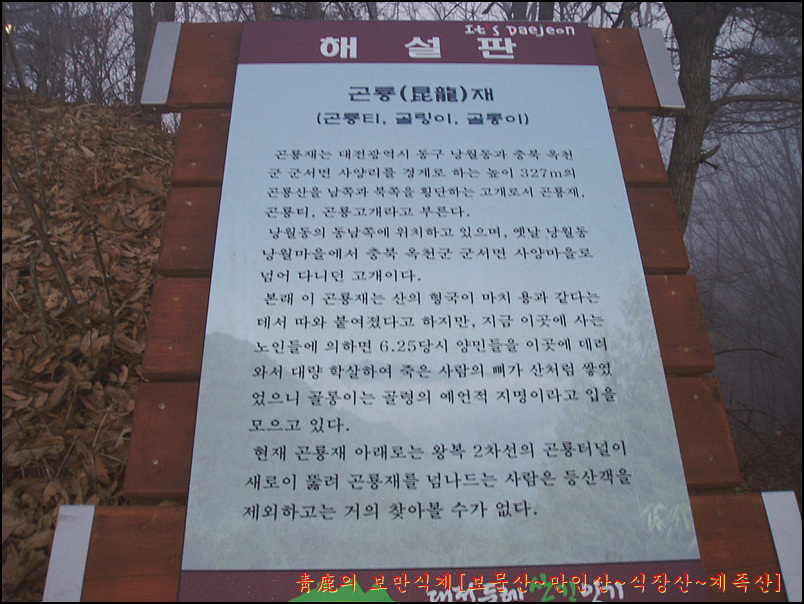 It's Daejeon
해 설 판
곤룡(昆龍)재
(곤룡티, 골링이, 골롱이)
곤룡재는 대전광역시 동구 낭월동과 충북 옥천
군 군서면 사양리를 경계로 하는 높이 327m의
곤룡산을 남쪽과 북쪽을 횡단하는 고개로서 곤룡재,
곤룡티, 곤룡고개라고 부른다.
낭월동의 동남쪽에 위치하고 있으며, 옛날 낭월동
낭월마을에서 충북 옥천군 군서면 사양마을로
넘어 다니던 고개이다.
본래 이 곤룡재는 산의 형국이 마치 용과 같다는
데서 따와 붙여졌다고 하지만, 지금 이곳에 사는
노인들에 의하면 6.25당시 양민들을 이곳에 데려
와서 대량 학살하여 죽은 사람의 뼈가 산처럼 쌓였
었으니 골롱이는 골령의 예언적 지명이라고 입을
모으고 있다.
현재 곤룡재 아래로는 왕복 2차선의 곤룡터널이
새로이 뚫려 곤룡재를 넘나드는 사람은 등산객을
제외하고는 거의 찾아볼 수가 없다.
대전둘레산길잇기
靑鹿의 보만식계[보문산~만인산~식장산~계족산]